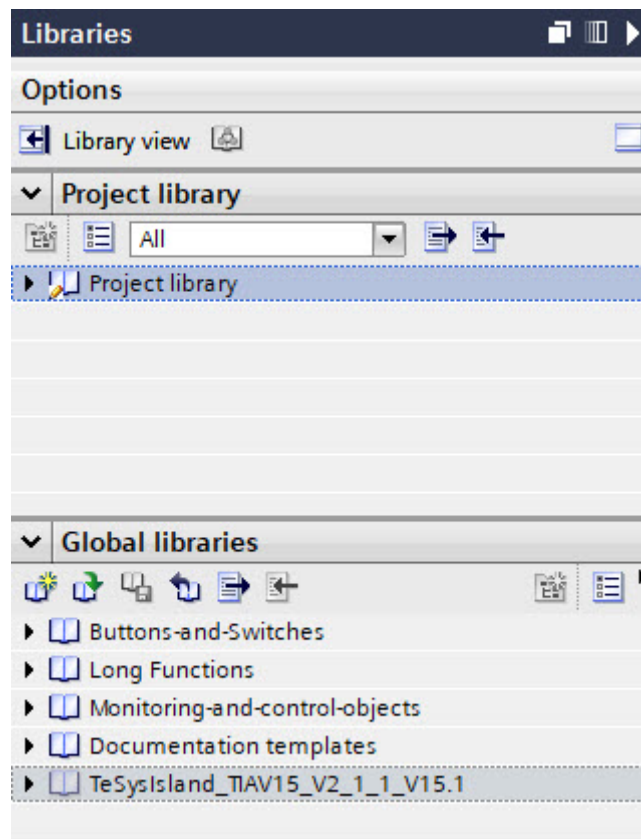 Libraries
Options
Library view
Project library
All
Project library
Global libraries
Buttons-and-Switches
Long Functions
Monitoring-and-control-objects
Documentation templates
TeSysIsland_TIAV15_V2_1_1_V15.1